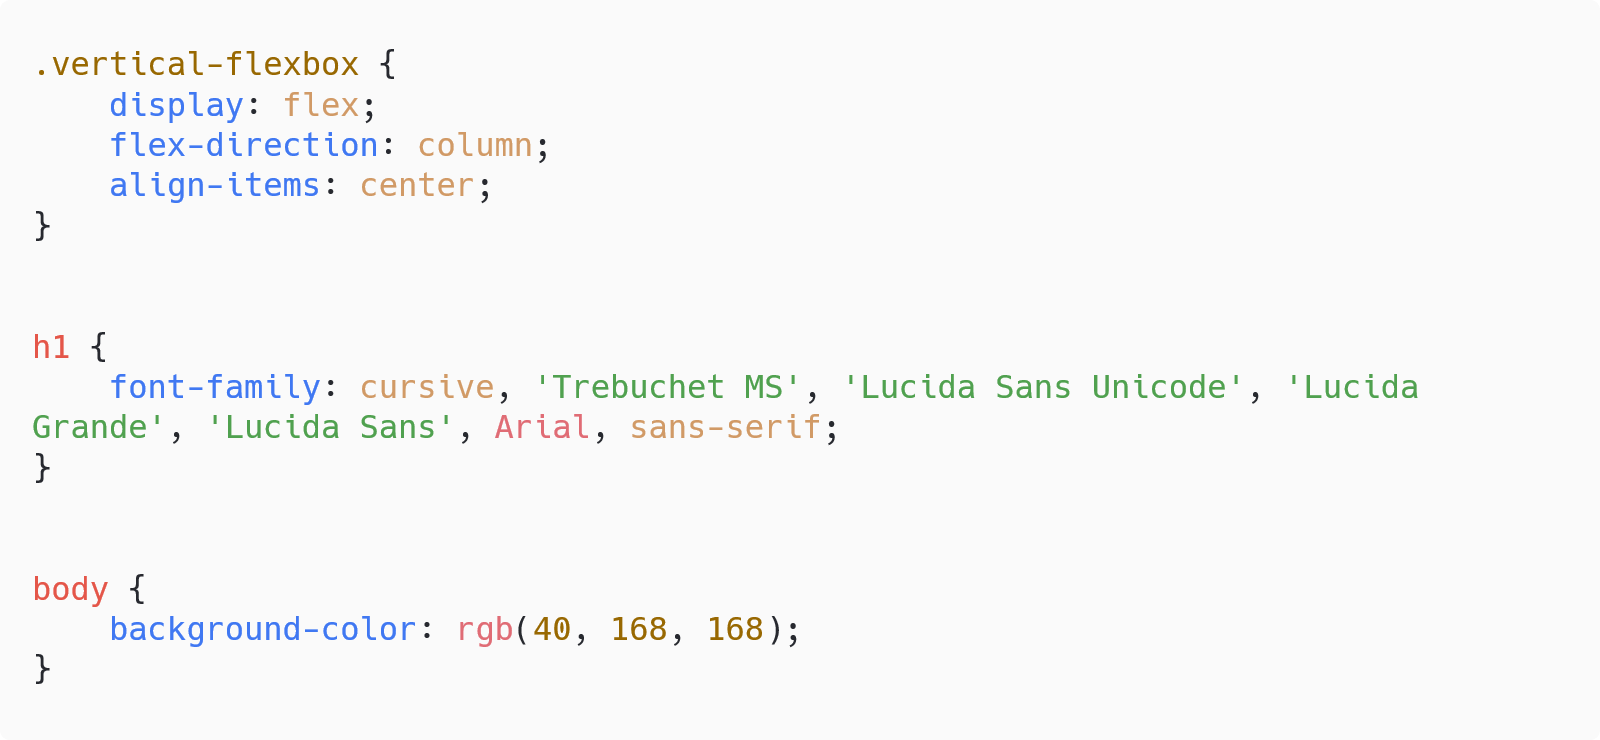 .vertical-flexbox {
    display: flex;
    flex-direction: column;
    align-items: center;
}
h1 {
    font-family: cursive, 'Trebuchet MS', 'Lucida Sans Unicode', 'Lucida
Grande', 'Lucida Sans', Arial, sans-serif;
}
body {
    background-color: rgb(40, 168, 168);
}